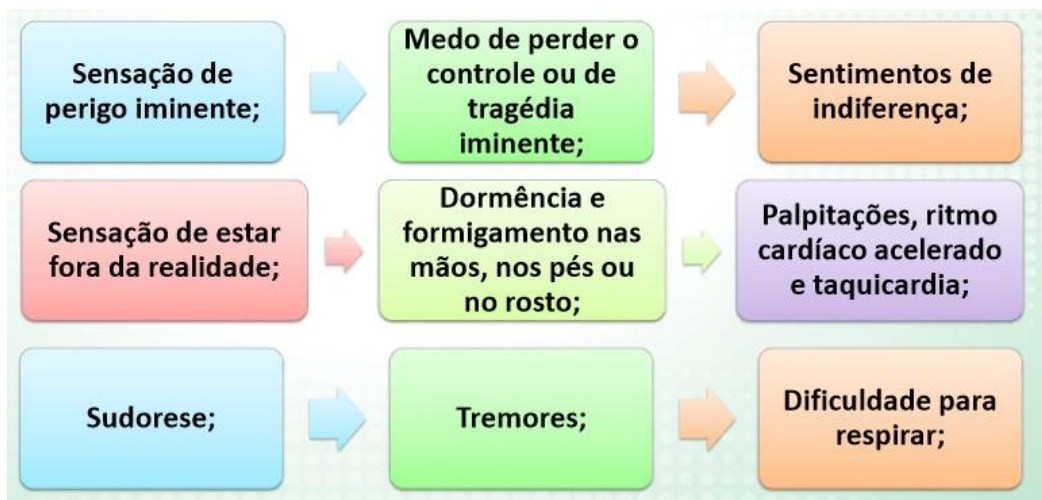 Sensação de
perigo iminente;
Medo de perder o
controle ou de
tragédia
iminente;
Sentimentos de
indiferença;
Sensação de estar
fora da realidade;
Dormência e
formigamento nas
mãos, nos pés ou
no rosto;
Palpitações, ritmo
cardíaco acelerado
e taquicardia;
Sudorese;
Tremores;
Dificuldade para
respirar;